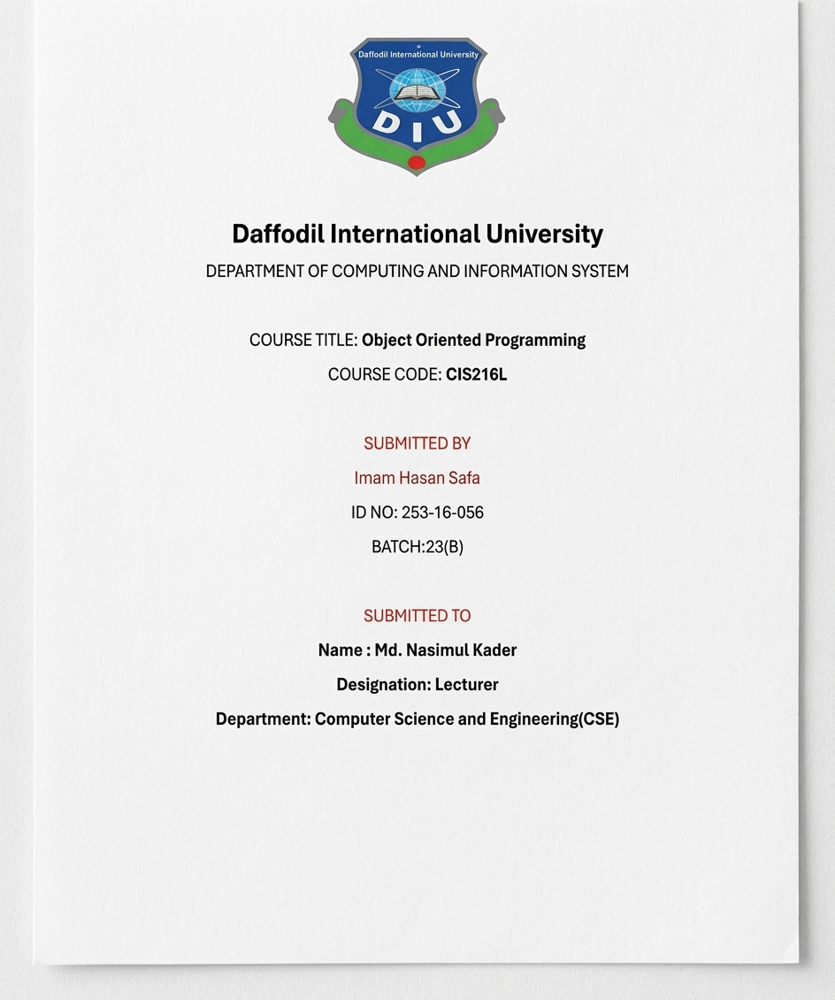 Daffodil International University
DIU
Daffodil International University
DEPARTMENT OF COMPUTING AND INFORMATION SYSTEM
COURSE TITLE: Object Oriented Programming
COURSE CODE: CIS216L
SUBMITTED BY
Imam Hasan Safa
ID NO: 253-16-056
BATCH:23(B)
SUBMITTED TO
Name : Md. Nasimul Kader
Designation: Lecturer
Department: Computer Science and Engineering(CSE)